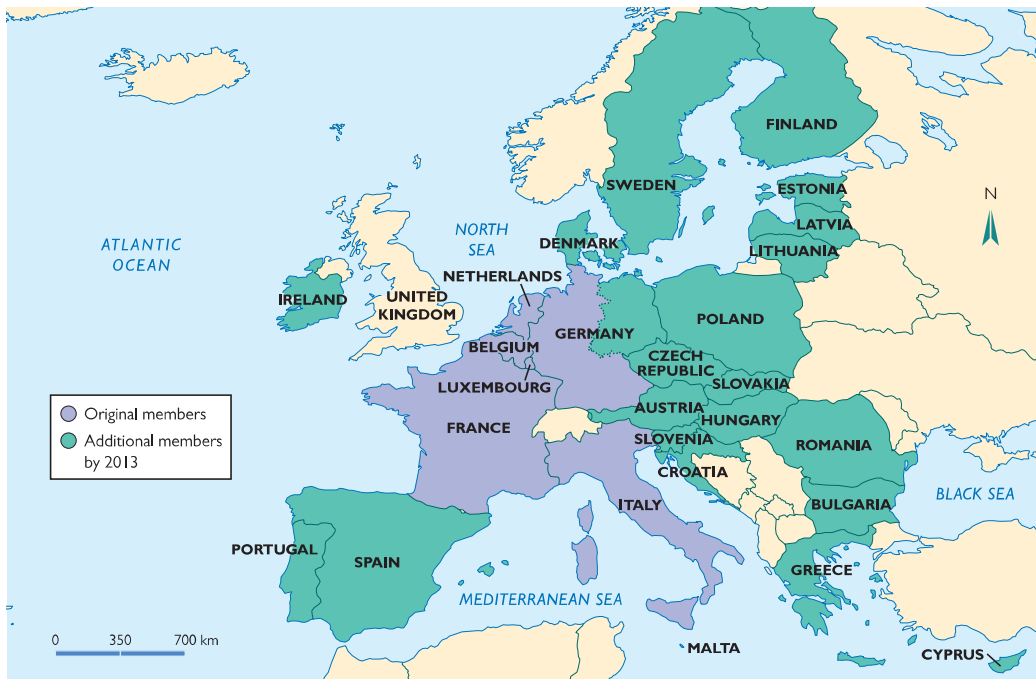 FINLAND
SWEDEN
ESTONIA
N
LATVIA
ATLANTIC
OCEAN
NORTH
SEA
DENMARK
LITHUANIA
NETHERLANDS
IRELAND
UNITED
KINGDOM
POLAND
GERMANY
BELGIUM
CZECH
REPUBLIC
LUXEMBOURG
SLOVAKIA
Original members
Additional members
by 2013
AUSTRIA
HUNGARY
FRANCE
SLOVENIA
ROMANIA
CROATIA
BLACK SEA
ITALY
BULGARIA
PORTUGAL
SPAIN
GREECE
MEDITERRANEAN SEA
0 350 700 km
MALTA
CYPRUS